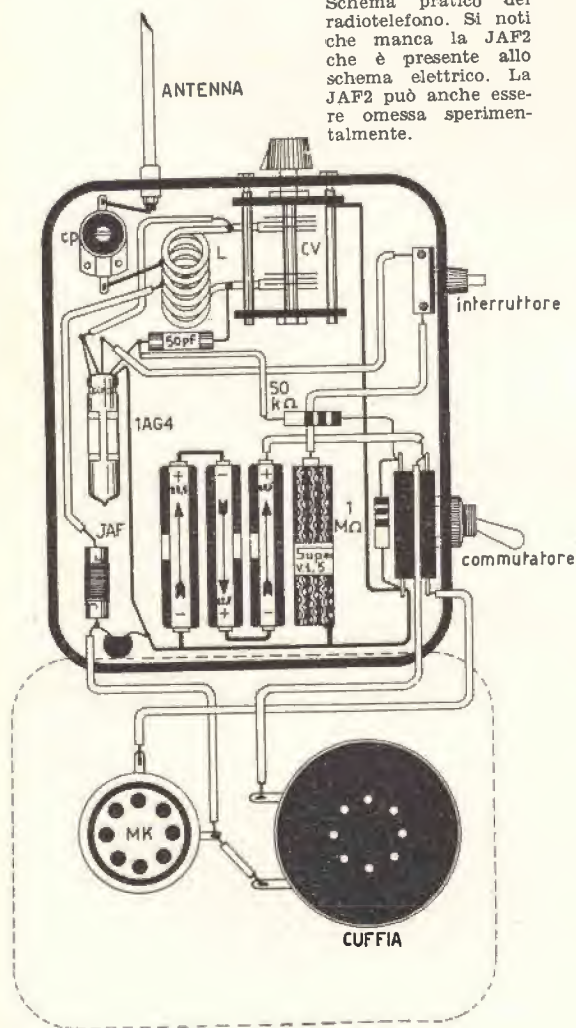 Schema pratico del
radiotelefono. Si noti
che manca la JAF2
che è presente allo
schema elettrico. La
JAF2 può anche esse-
re omessa sperimen-
talmente.
ANTENNA
cp
L
CV
interruttore
50pf
50
kΩ
1AG4
+ - +
1
MΩ
JAF
Super
V1.5
commutatore
- + -
MK
CUFFIA